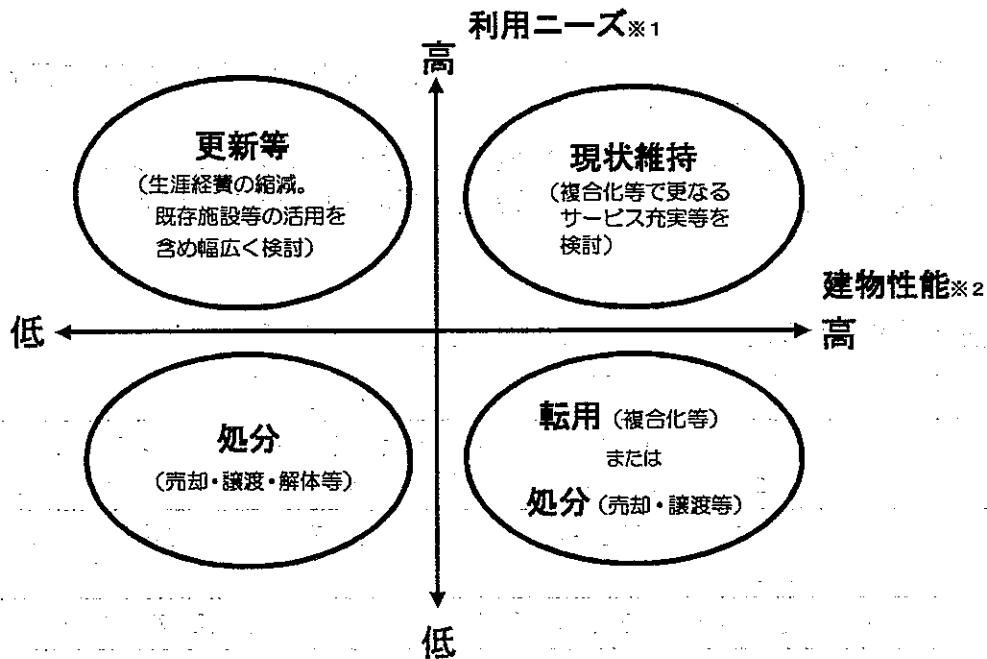 利用ニーズ※1
高
更新等
(生涯経費の縮減。
既存施設等の活用を
含め幅広く検討)
現状維持
(複合化等で更なる
サービス充実等を
検討)
建物性能※2
低
高
処分
(売却・譲渡・解体等)
転用(複合化等)
または
処分(売却・譲渡等)
低